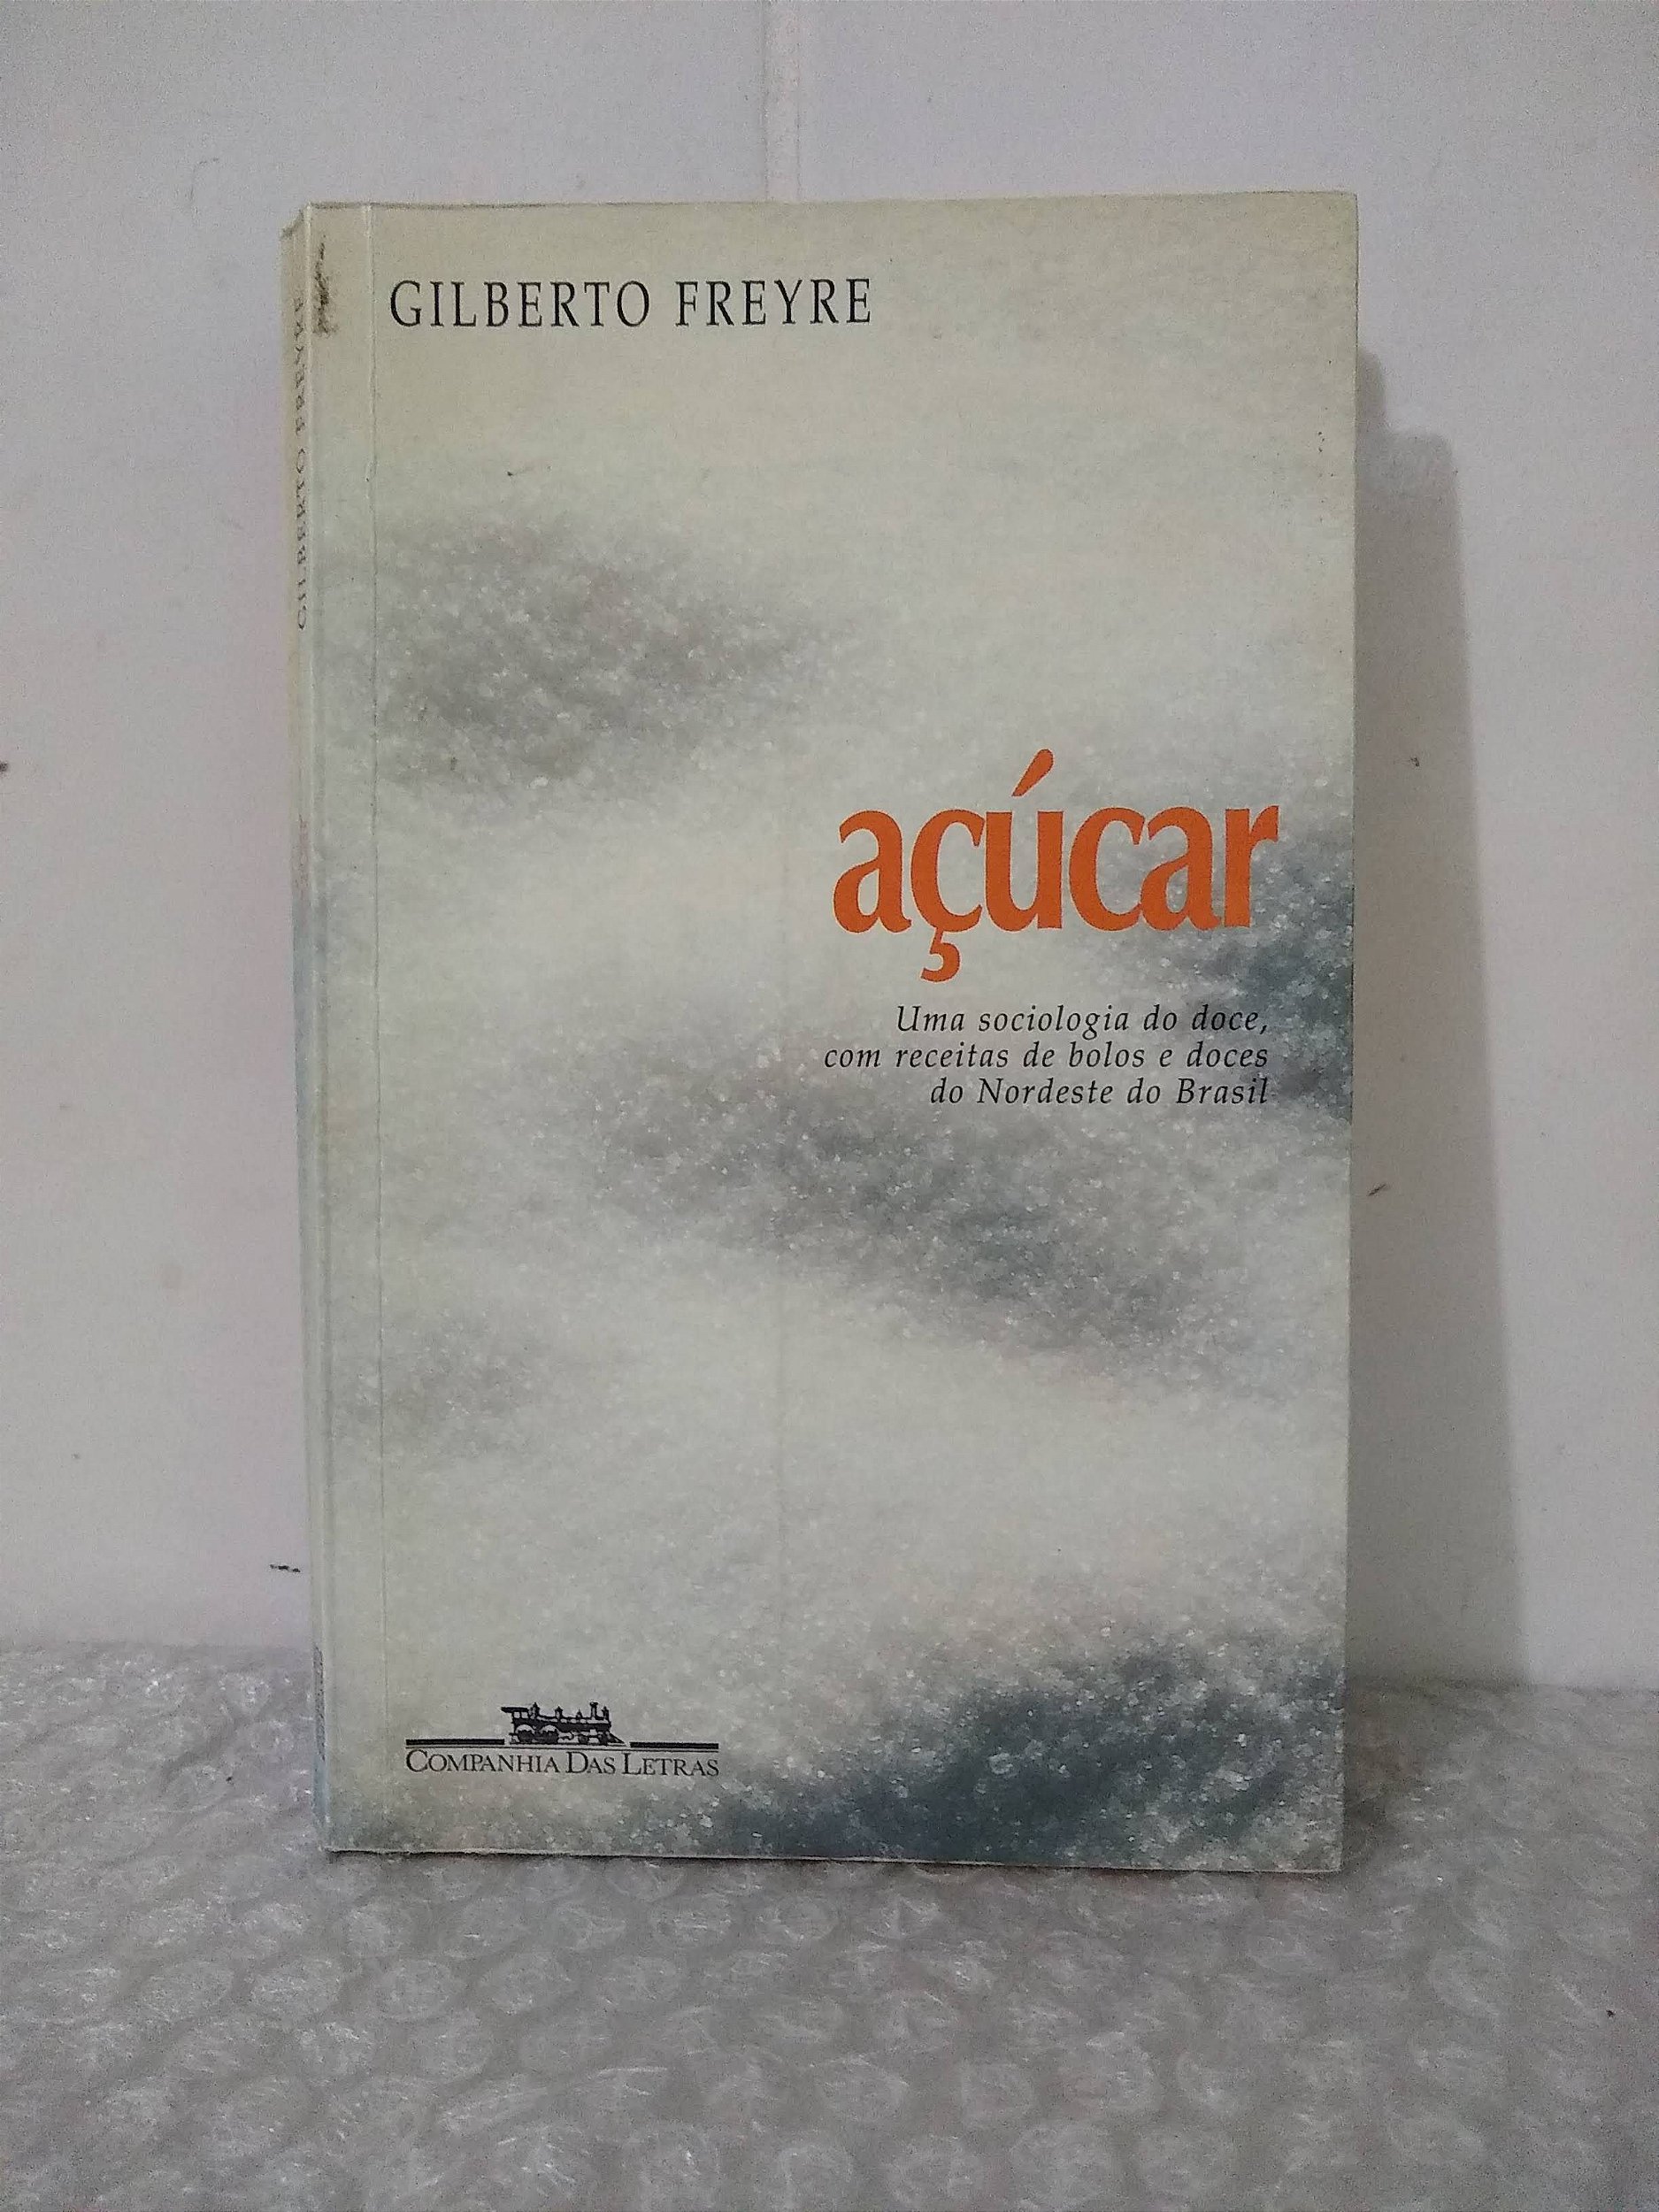 GILBERTO FREYRE
GILBERTO FREYRE
açúcar
Uma sociologia do doce,
com receitas de bolos e doces
do Nordeste do Brasil
COMPANHIA DAS LETRAS